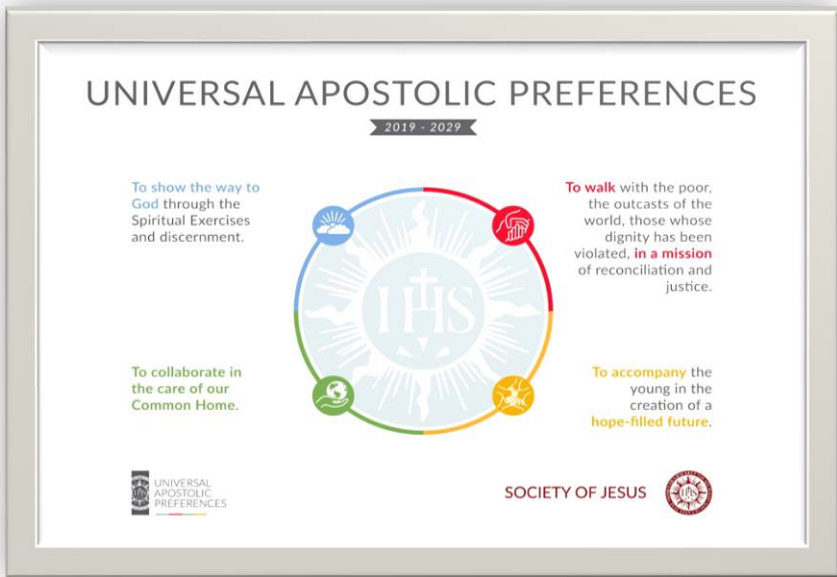 UNIVERSAL APOSTOLIC PREFERENCES
2019 - 2029
To show the way to
God through the
Spiritual Exercises
and discernment.
To walk with the poor,
the outcasts of the
world, those whose
dignity has been
violated, in a mission
of reconciliation and
justice.
IHS
To collaborate in
the care of our
Common Home.
To accompany the
young in the
creation of a
hope-filled future.
UNIVERSAL
APOSTOLIC
PREFERENCES
SOCIETY OF JESUS
IHS